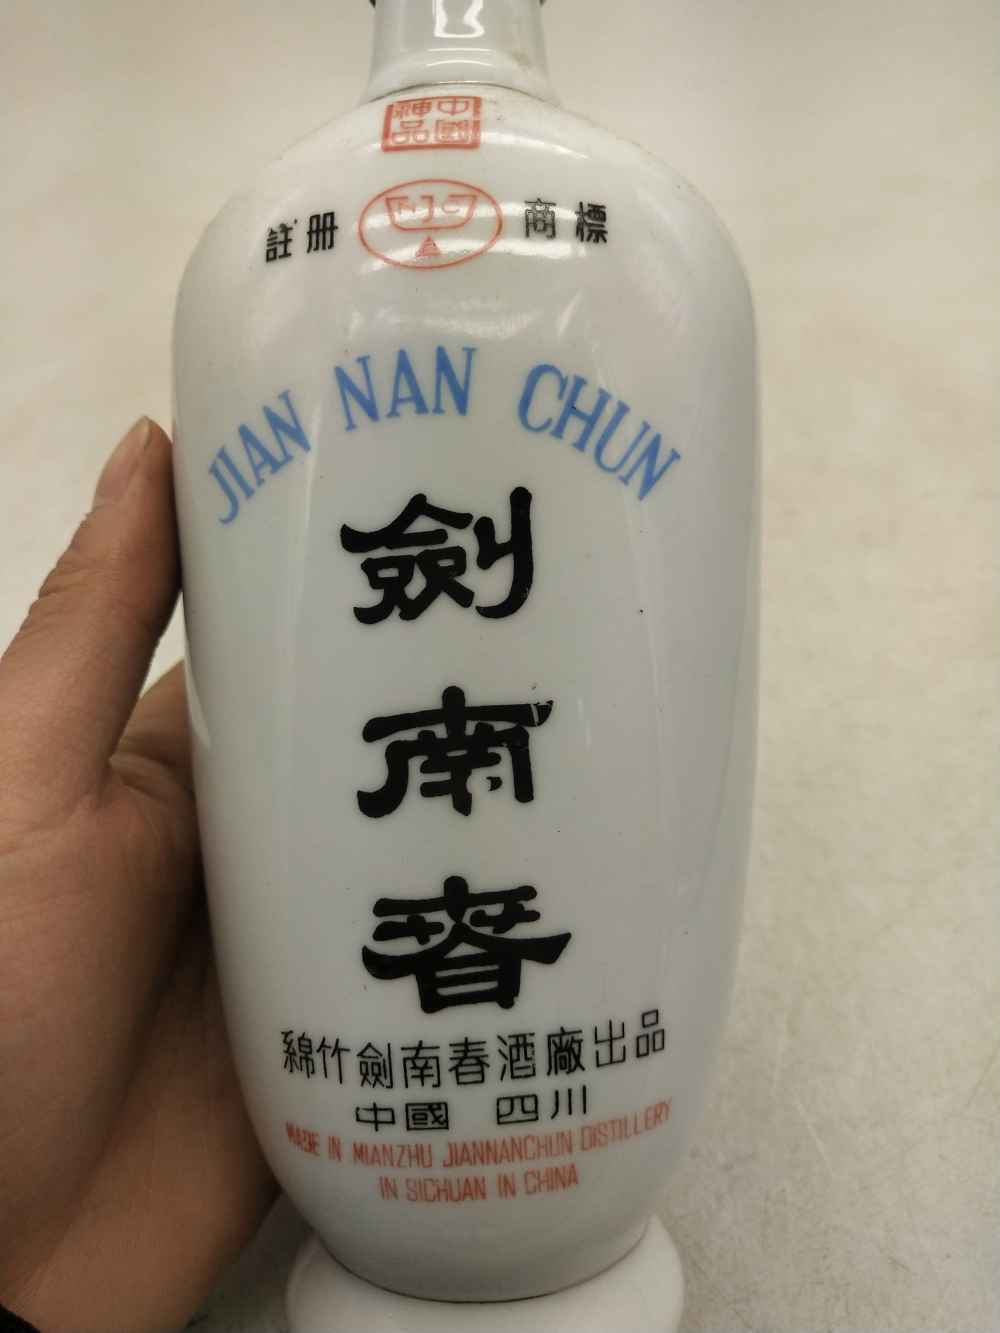 中國
神品
註册 NJC 商標
JIAN NAN CHUN
劍
南
春
綿竹劍南春酒廠出品
中國 四川
MADE IN MIANZHU JIANNANCHUN DISTILLERY
IN SICHUAN IN CHINA